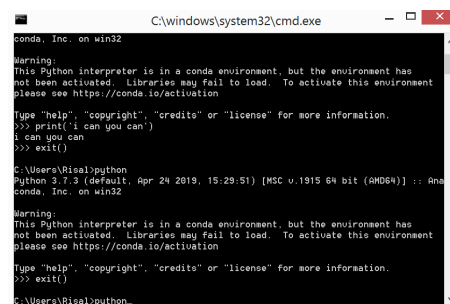 C:\windows\system32\cmd.exe
conda, Inc. on win32
Warning:
This Python interpreter is in a conda environment, but the environment has
not been activated.  Libraries may fail to load.  To activate this environment
please see https://conda.io/activation
Type "help", "copyright", "credits" or "license" for more information.
>>> print('i can you can')
i can you can
>>> exit()
C:\Users\Risal>python
Python 3.7.3 (default, Apr 24 2019, 15:29:51) [MSC v.1915 64 bit (AMD64)] :: Ana
conda, Inc. on win32
Warning:
This Python interpreter is in a conda environment, but the environment has
not been activated.  Libraries may fail to load.  To activate this environment
please see https://conda.io/activation
Type "help", "copyright", "credits" or "license" for more information.
>>> exit()
C:\Users\Risal>python_